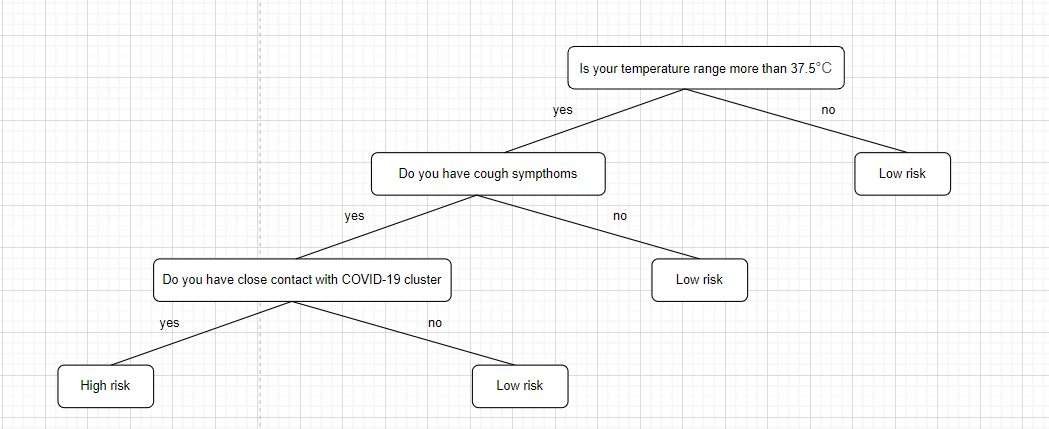 Is your temperature range more than 37.5°C
yes
no
Do you have cough sympthoms
Low risk
yes
no
Do you have close contact with COVID-19 cluster
Low risk
yes
no
High risk
Low risk